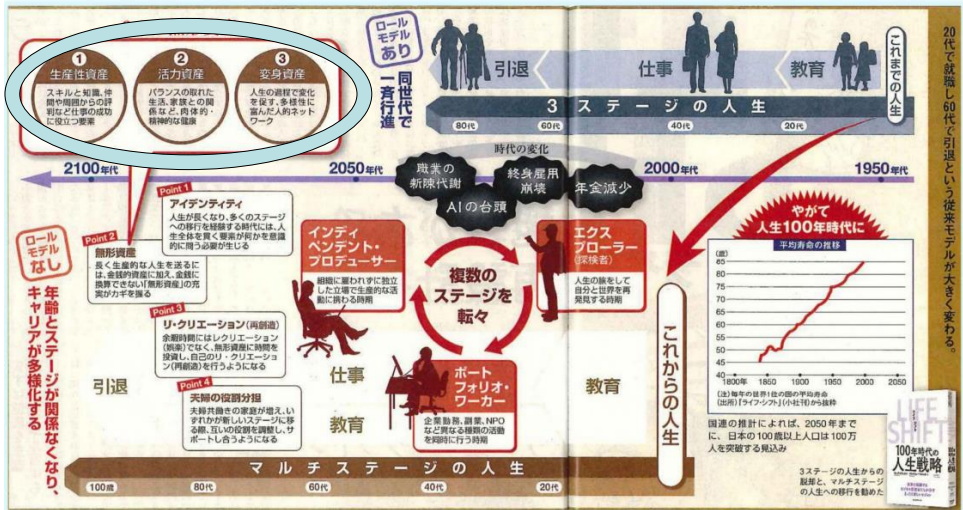 20代で就職し60代で引退という従来モデルが大きく変わる。
これまでの人生
ロール
モデル
あり
同世代で
一斉行進
引退
仕事
教育
3ステージの人生
80代
60代
40代
20代
1
生産性資産
スキルと知識、仲
間や周囲からの評
判など仕事の成功
に役立つ要素
2
活力資産
バランスの取れた
生活、家族との関
係など、肉体的・
精神的な健康
3
変身資産
人生の過程で変化
を促す、多様性に
富んだ人的ネット
ワーク
時代の変化
2100年代
2050年代
2000年代
1950年
職業の
新陳代謝
AIの台頭
終身雇用
崩壊
年金減少
Point 1
アイデンティティ
人生が長くなり、多くのステージ
への移行を経験する時代には、人
生全体を貫く要素が何かを意識
的に問う必要が生じる
Point 2
無形資産
長く生産的な人生を送るに
は、金銭的資産に加え、金銭に
換算できない「無形資産」の充
実がカギを握る
Point 3
リ・クリエーション(再創造)
余暇時間にはレクリエーション
(娯楽)でなく、無形資産に時間を
投資し、自己のリ・クリエーショ
ン(再創造)を行うようになる
Point 4
夫婦の役割分担
夫婦共働きの家庭が増え、い
ずれかが新しいステージに移
る際、互いの役割を調整し、サ
ポートし合うようになる
ロール
モデル
なし
年齢とステージが関係なくなり、
キャリアが多様化する
インディ
ペンデント・
プロデューサー
組織に雇われずに独立
した立場で生産的な活
動に携わる時期
複数の
ステージを
転々
エクス
プローラー
(探検者)
人生の旅をして
自分と世界を再
発見する時期
ポート
フォリオ・
ワーカー
企業勤務、副業、NPO
など異なる種類の活動
を同時に行う時期
引退
仕事
教育
教育
これからの人生
マルチステージの人生
100歳
80代
60代
40代
20代
やがて
人生100年時代に
平均寿命の推移
(歳)
85
80
75
70
65
60
55
50
45
40
1800年
1850
1900
1950
2000
2050
(注)毎年の世界1位の国の平均寿命
(出所)『ライフ・シフト』(小社刊)から抜粋
国連の推計によれば、2050年まで
に、日本の100歳以上人口は100万
人を突破する見込み
LIFE
SHIFT
100年時代の
人生戦略
3ステージの人生からの
脱却と、マルチステージ
の人生への移行を勧めた